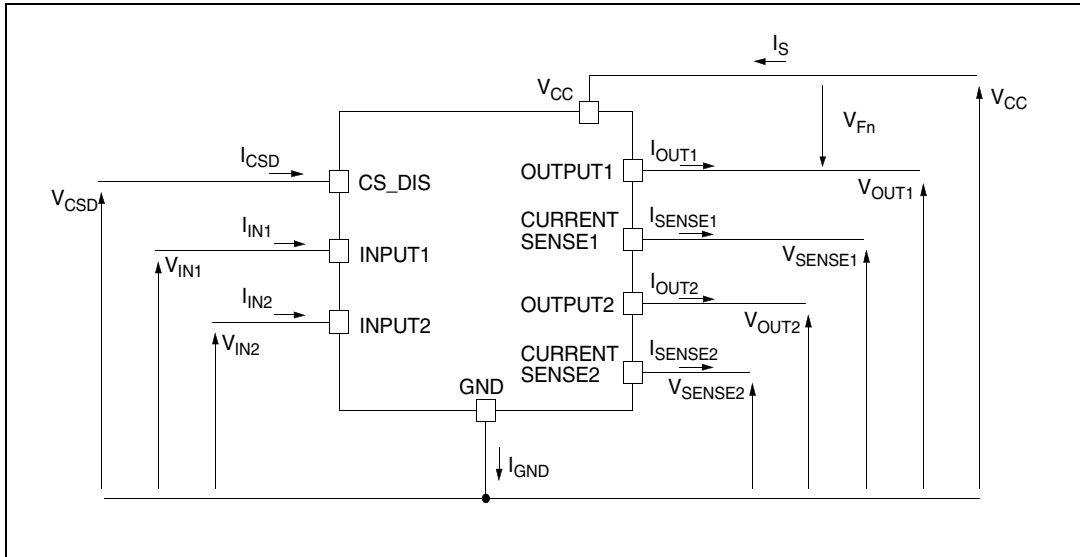 I_S
V_CC
V_CC
V_Fn
I_CSD
CS_DIS
V_CSD
OUTPUT1
I_OUT1
V_OUT1
I_IN1
INPUT1
V_IN1
CURRENT
SENSE1
I_SENSE1
V_SENSE1
I_IN2
INPUT2
V_IN2
OUTPUT2
I_OUT2
V_OUT2
CURRENT
SENSE2
I_SENSE2
V_SENSE2
GND
I_GND